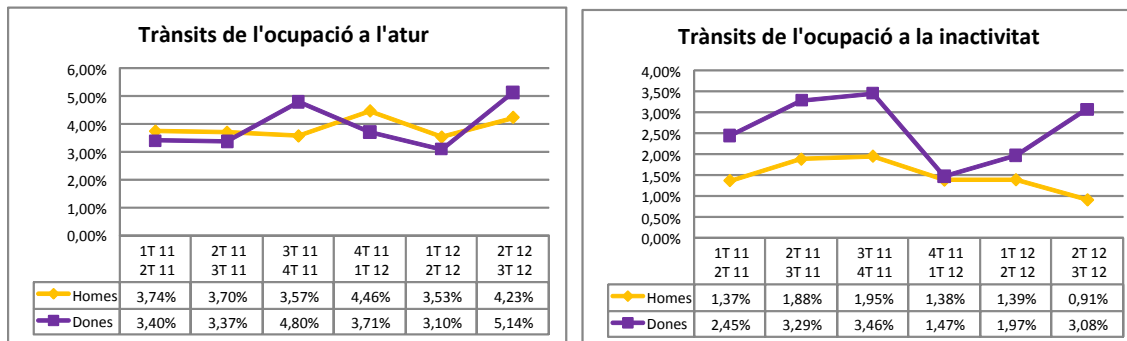 Trànsits de l'ocupació a l'atur
6,00%
5,00%
4,00%
3,00%
2,00%
1,00%
0,00%
1T 11 2T 11 3T 11 4T 11 1T 12 2T 12
2T 11 3T 11 4T 11 1T 12 2T 12 3T 12
Homes 3,74% 3,70% 3,57% 4,46% 3,53% 4,23%
Dones 3,40% 3,37% 4,80% 3,71% 3,10% 5,14%
Trànsits de l'ocupació a la inactivitat
4,00%
3,50%
3,00%
2,50%
2,00%
1,50%
1,00%
0,50%
0,00%
1T 11 2T 11 3T 11 4T 11 1T 12 2T 12
2T 11 3T 11 4T 11 1T 12 2T 12 3T 12
Homes 1,37% 1,88% 1,95% 1,38% 1,39% 0,91%
Dones 2,45% 3,29% 3,46% 1,47% 1,97% 3,08%